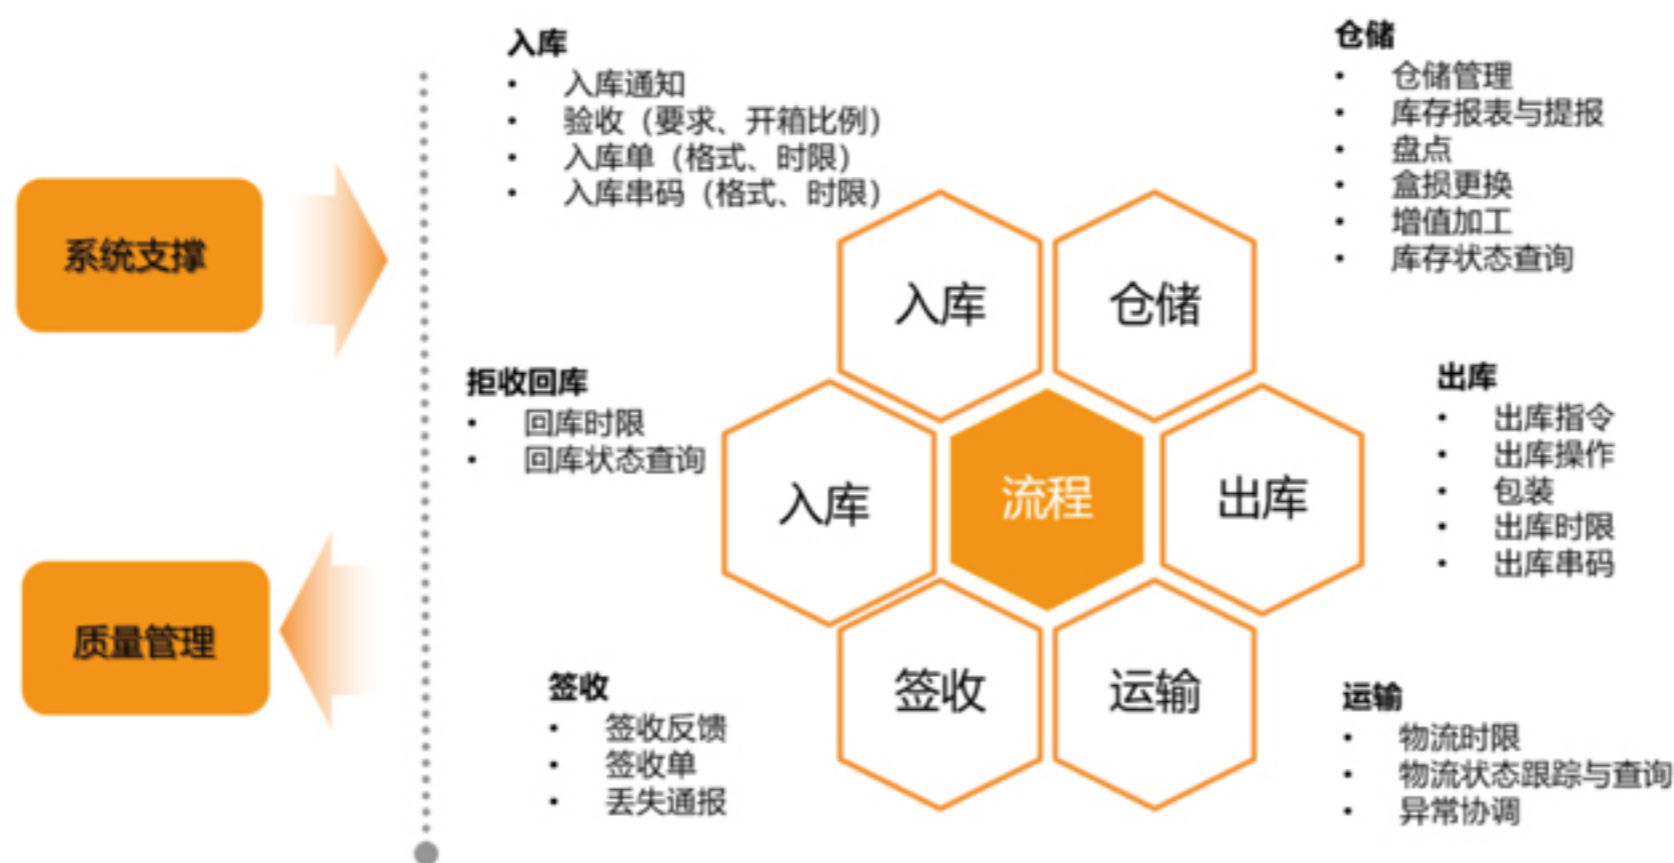 系统支撑
质量管理
入库
• 入库通知
• 验收（要求、开箱比例）
• 入库单（格式、时限）
• 入库串码（格式、时限）
仓储
• 仓储管理
• 库存报表与提报
• 盘点
• 盒损更换
• 增值加工
• 库存状态查询
拒收回库
• 回库时限
• 回库状态查询
出库
• 出库指令
• 出库操作
• 包装
• 出库时限
• 出库串码
签收
• 签收反馈
• 签收单
• 丢失通报
运输
• 物流时限
• 物流状态跟踪与查询
• 异常协调
入库
仓储
入库
流程
出库
签收
运输